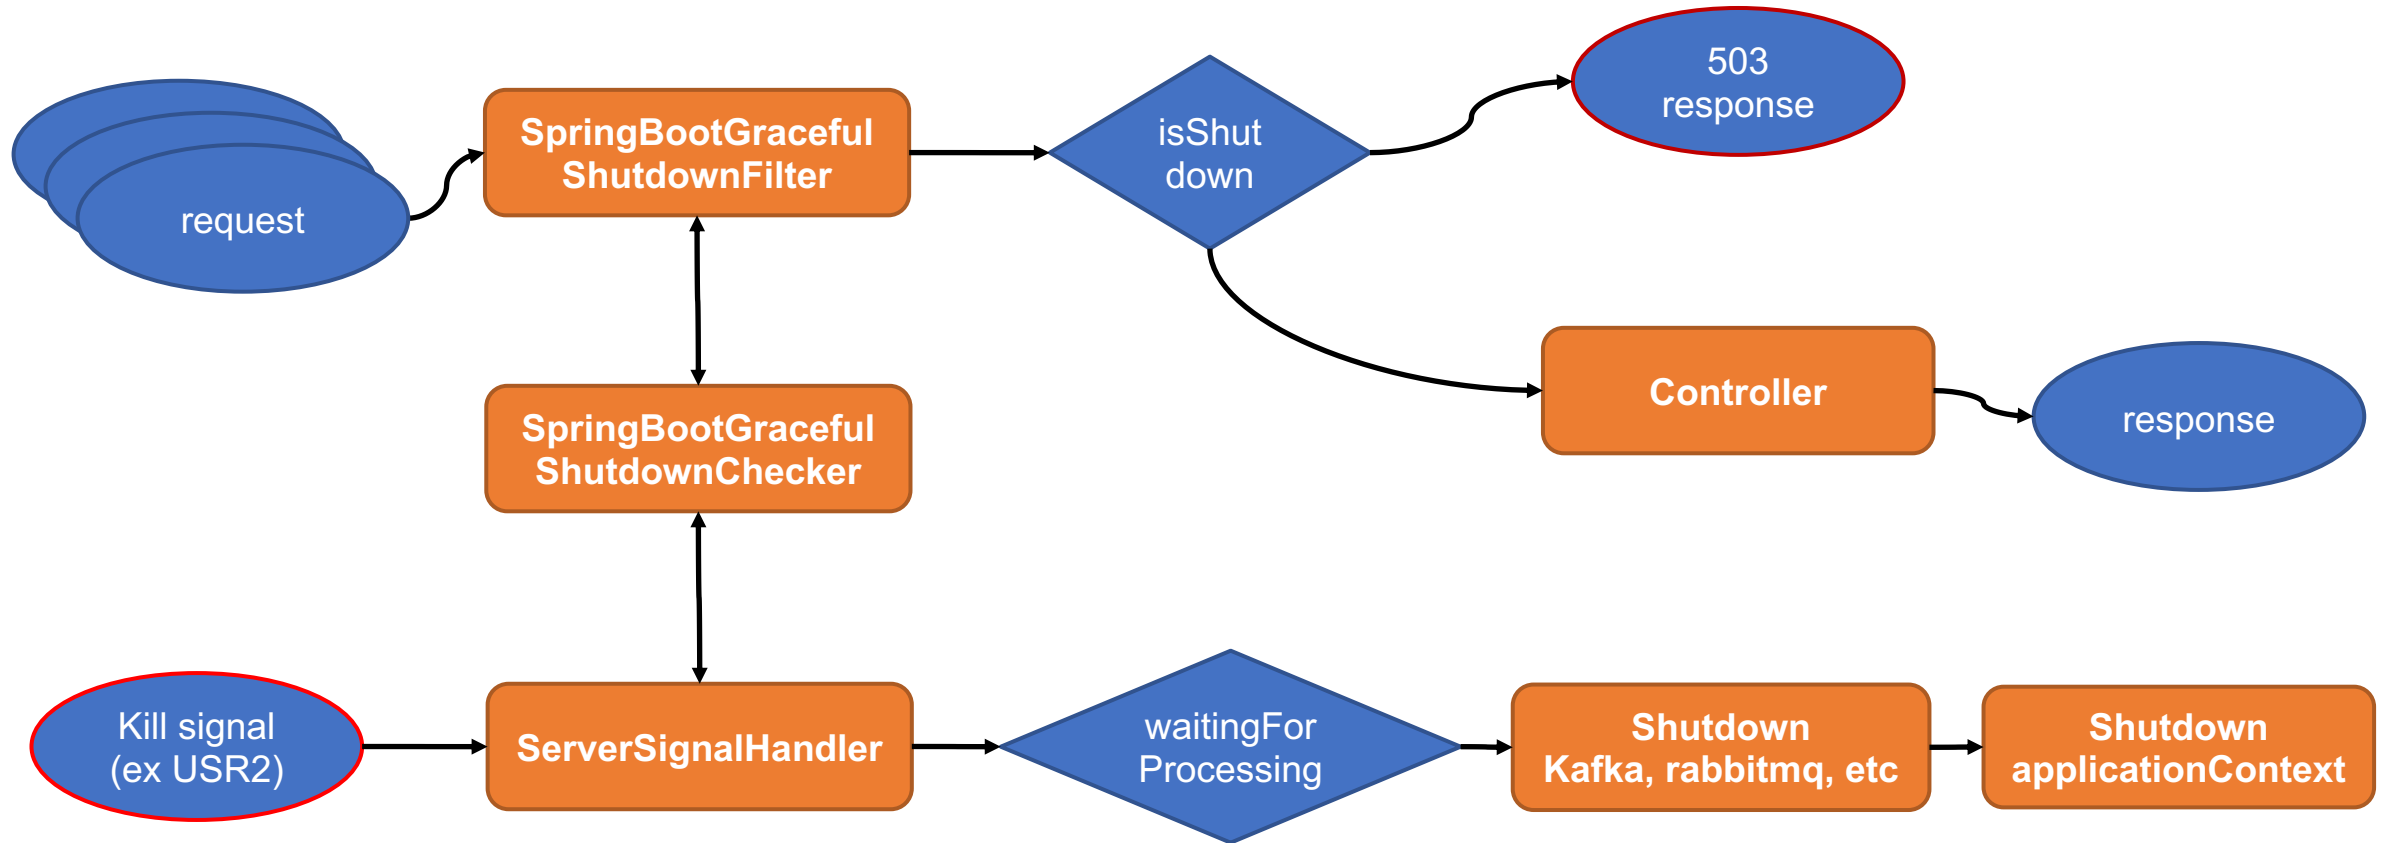 503
response
SpringBootGraceful
ShutdownFilter
isShut
down
request
Controller
response
SpringBootGraceful
ShutdownChecker
Kill signal
(ex USR2)
ServerSignalHandler
waitingFor
Processing
Shutdown
Kafka, rabbitmq, etc
Shutdown
applicationContext